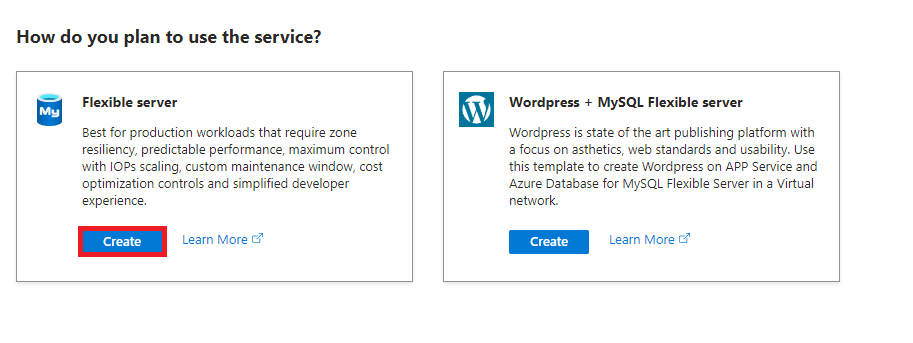 How do you plan to use the service?
My
Flexible server
Best for production workloads that require zone
resiliency, predictable performance, maximum control
with IOPs scaling, custom maintenance window, cost
optimization controls and simplified developer
experience.
Create
Learn More
Wordpress + MySQL Flexible server
Wordpress is state of the art publishing platform with
a focus on asthetics, web standards and usability. Use
this template to create Wordpress on APP Service and
Azure Database for MySQL Flexible Server in a Virtual
network.
Create
Learn More